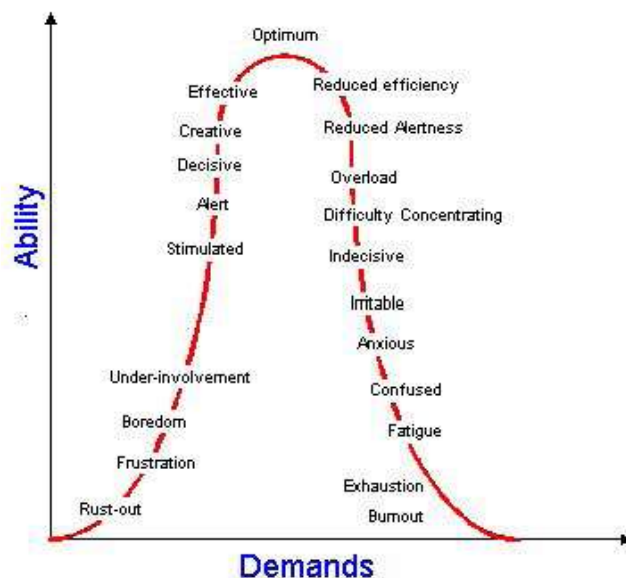 Optimum
Effective
Reduced efficiency
Creative
Reduced Alertness
Decisive
Overload
Alert
Difficulty Concentrating
Stimulated
Indecisive
Irritable
Anxious
Under-involvement
Confused
Boredom
Fatigue
Frustration
Exhaustion
Rust-out
Burnout
Ability
Demands